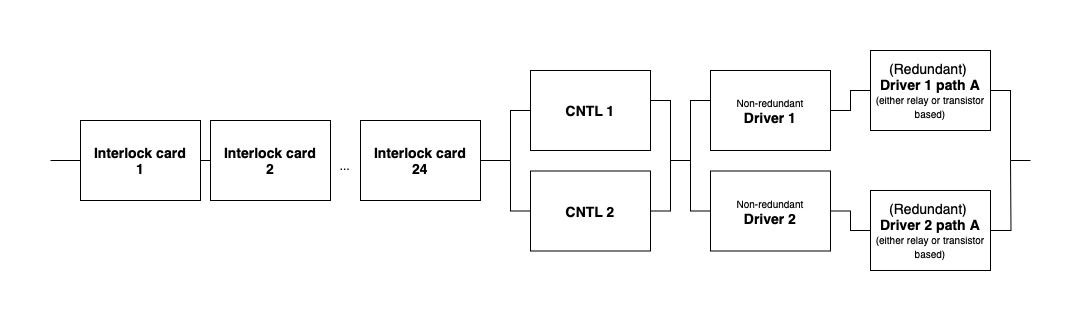 Interlock card
1
Interlock card
2
...
Interlock card
24
CNTL 1
CNTL 2
Non-redundant
Driver 1
Non-redundant
Driver 2
(Redundant)
Driver 1 path A
(either relay or transistor
based)
(Redundant)
Driver 2 path A
(either relay or transistor
based)